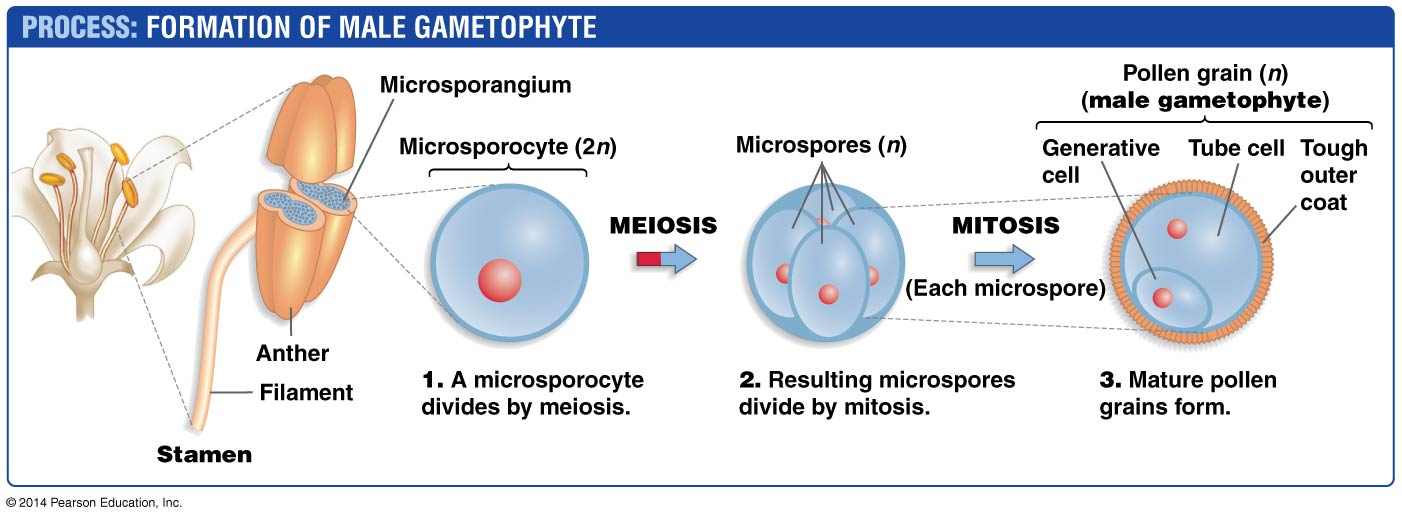 PROCESS: FORMATION OF MALE GAMETOPHYTE
Microsporangium
Anther
Filament
Stamen
Microsporocyte (2n)
1. A microsporocyte
divides by meiosis.
MEIOSIS
Microspores (n)
2. Resulting microspores
divide by mitosis.
MITOSIS
(Each microspore)
Pollen grain (n)
(male gametophyte)
Generative
cell
Tube cell
Tough
outer
coat
3. Mature pollen
grains form.
© 2014 Pearson Education, Inc.